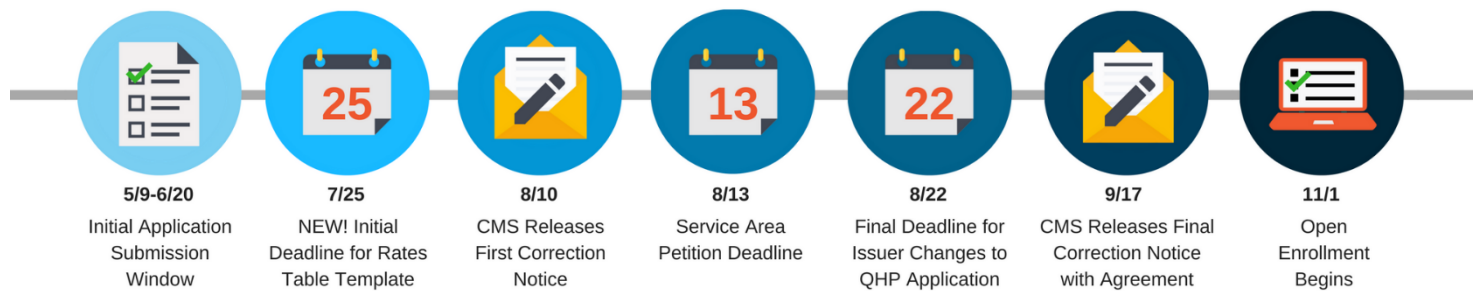 25
13
22
5/9-6/20
Initial Application
Submission
Window
7/25
NEW! Initial
Deadline for Rates
Table Template
8/10
CMS Releases
First Correction
Notice
8/13
Service Area
Petition Deadline
8/22
Final Deadline for
Issuer Changes to
QHP Application
9/17
CMS Releases Final
Correction Notice
with Agreement
11/1
Open
Enrollment
Begins